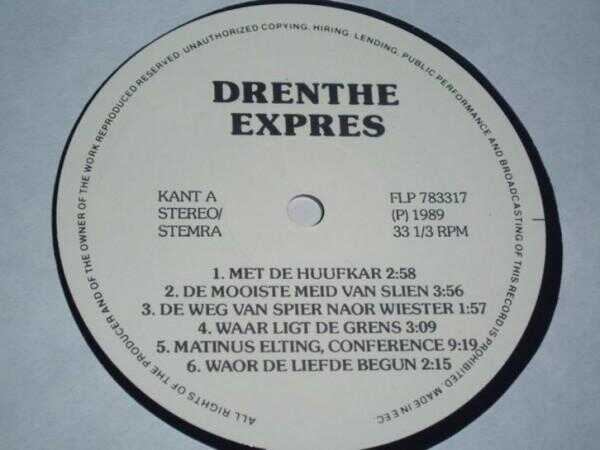 ALL RIGHTS OF THE PRODUCER AND OF THE OWNER OF THE WORK REPRODUCED RESERVED. UNAUTHORIZED COPYING, HIRING, LENDING, PUBLIC PERFORMANCE AND BROADCASTING OF THIS RECORD IS PROHIBITED. MADE IN EEC.
DRENTHE
EXPRES
KANT A
STEREO/
STEMRA
FLP 783317
(P) 1989
33 1/3 RPM
1. MET DE HUUFKAR 2:58
2. DE MOOISTE MEID VAN SLIEN 3:56
3. DE WEG VAN SPIER NAOR WIESTER 1:57
4. WAAR LIGT DE GRENS 3:09
5. MATINUS ELTING, CONFERENCE 9:19
6. WAOR DE LIEFDE BEGUN 2:15